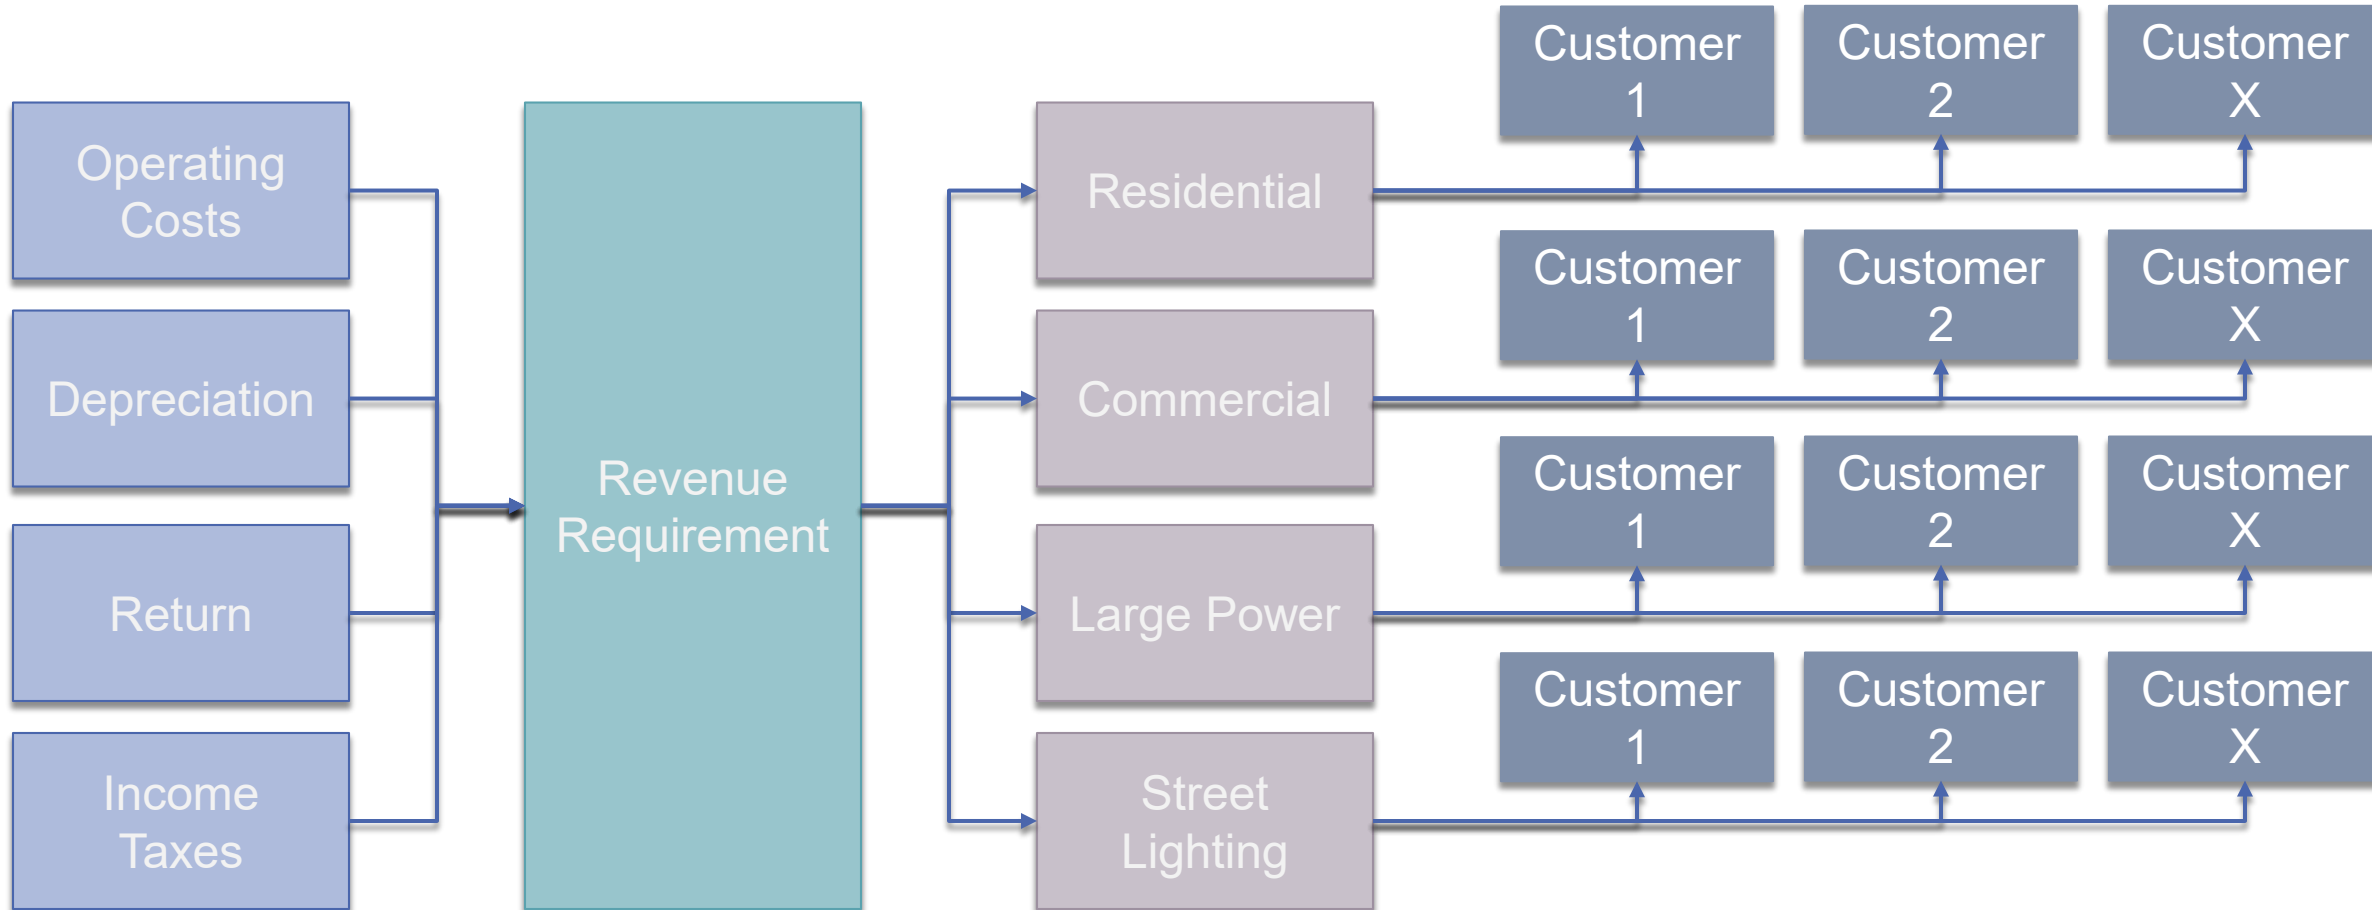 Operating
Costs
Depreciation
Return
Income
Taxes
Revenue
Requirement
Residential
Commercial
Large Power
Street
Lighting
Customer
1
Customer
2
Customer
X
Customer
1
Customer
2
Customer
X
Customer
1
Customer
2
Customer
X
Customer
1
Customer
2
Customer
X